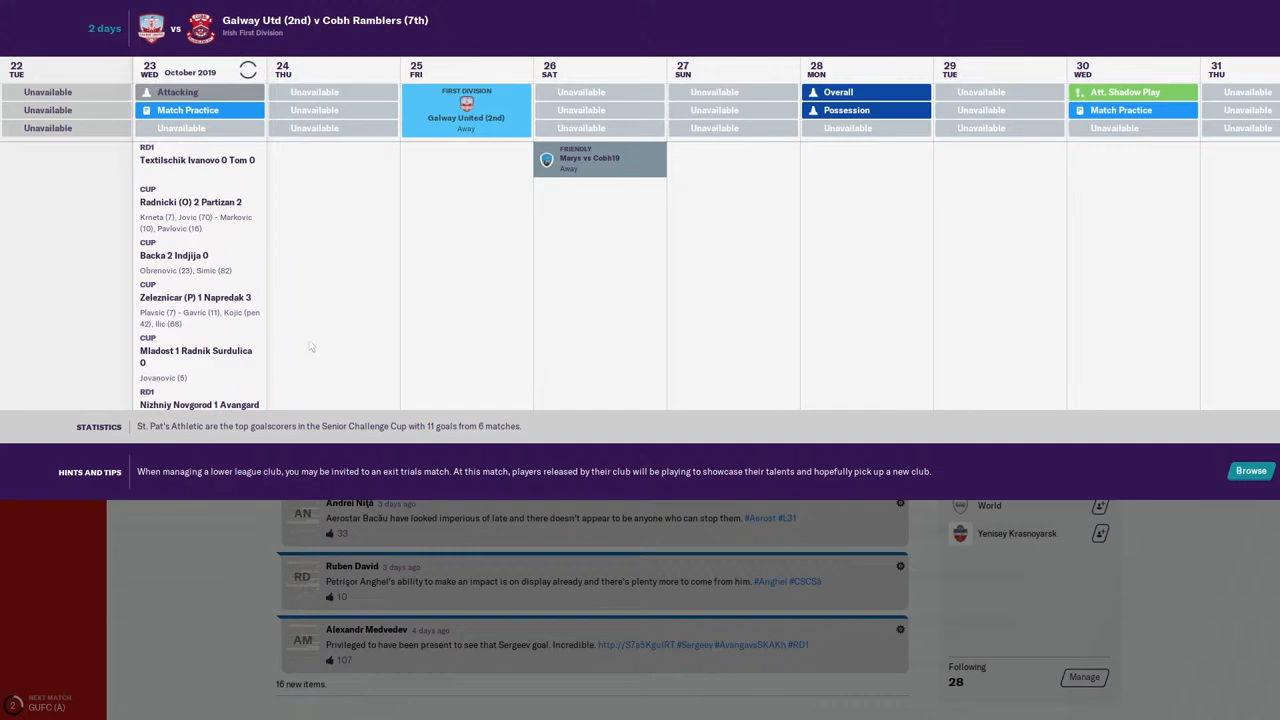 2 days
vs
Galway Utd (2nd) v Cobh Ramblers (7th)
Irish First Division
22
TUE
23
WED
October 2019
24
THU
25
FRI
26
SAT
27
SUN
28
MON
29
TUE
30
WED
31
THU
Unavailable
Attacking
Unavailable
FIRST DIVISION
Unavailable
Unavailable
Overall
Unavailable
Att. Shadow Play
Unavailable
Unavailable
Match Practice
Unavailable
Galway United (2nd)
Unavailable
Unavailable
Possession
Unavailable
Match Practice
Unavailable
Unavailable
Unavailable
Unavailable
Away
Unavailable
Unavailable
Unavailable
Unavailable
Unavailable
Unavailable
RD1
Textilschik Ivanovo 0 Tom 0
CUP
Radnicki (O) 2 Partizan 2
Krneta (7), Jovic (70) - Markovic
(10), Pavlovic (16)
CUP
Backa 2 Indjija 0
Obrenovic (23), Simic (82)
CUP
Zeleznicar (P) 1 Napredak 3
Plavsic (7) - Gavric (11), Kojic (pen
42), Ilic (68)
CUP
Mladost 1 Radnik Surdulica
0
Jovanovic (5)
RD1
Nizhniy Novgorod 1 Avangard
FRIENDLY
Marys vs Cobh19
Away
STATISTICS
St. Pat's Athletic are the top goalscorers in the Senior Challenge Cup with 11 goals from 6 matches.
HINTS AND TIPS
When managing a lower league club, you may be invited to an exit trials match. At this match, players released by their club will be playing to showcase their talents and hopefully pick up a new club.
Browse
AN
Andrei Niță 3 days ago
Aerostar Bacău have looked imperious of late and there doesn't appear to be anyone who can stop them. #Aerost #L31
33
RD
Ruben David 3 days ago
Petrișor Anghel's ability to make an impact is on display already and there's plenty more to come from him. #Anghel #CSCSă
10
AM
Alexandr Medvedev 4 days ago
Privileged to have been present to see that Sergeev goal. Incredible. http://S7a5KguiRT #Sergeev #AvangavsSKAKh #RD1
107
16 new items.
World
Yenisey Krasnoyarsk
Following
28
Manage
2
NEXT MATCH
GUFC (A)